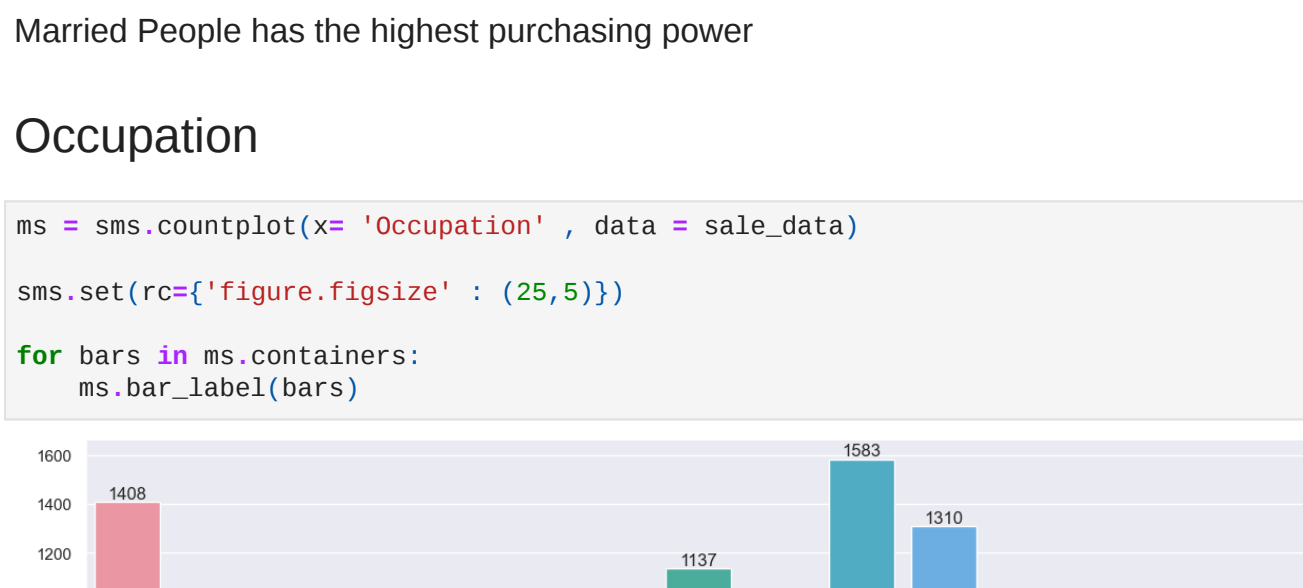 Married People has the highest purchasing power
Occupation
ms = sms.countplot(x= 'Occupation' , data = sale_data)
sms.set(rc={'figure.figsize' : (25,5)})
for bars in ms.containers:
    ms.bar_label(bars)
1600
1583
1408
1400
1310
1200
1137